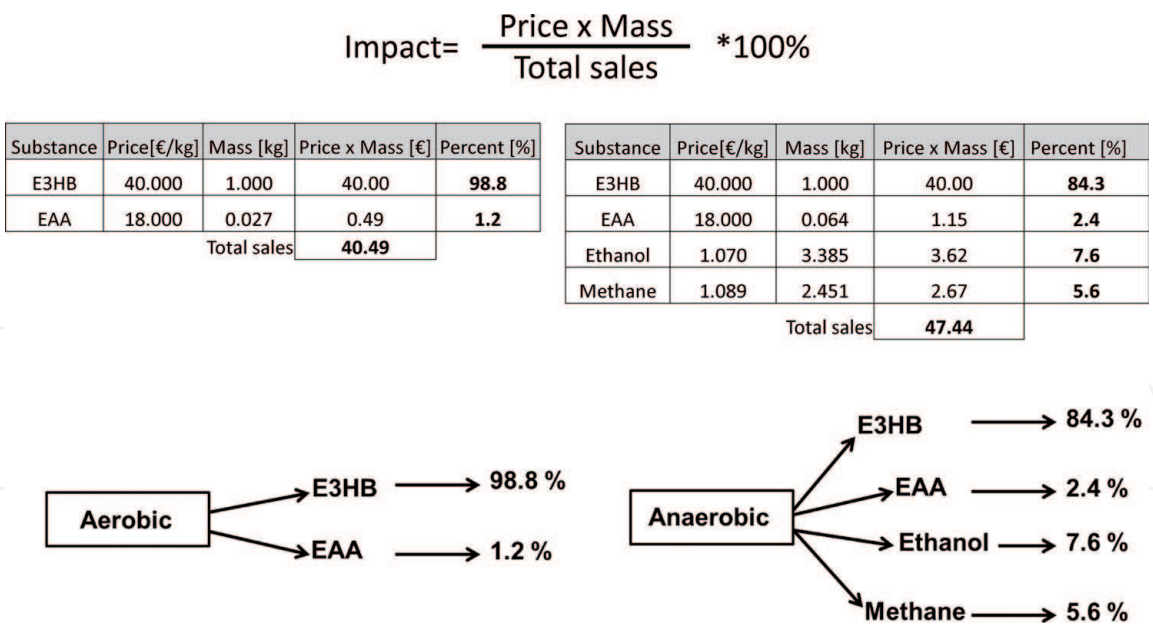 Impact= Price x Mass / Total sales *100%
Substance Price[€/kg] Mass [kg] Price x Mass [€] Percent [%]
E3HB 40.000 1.000 40.00 98.8
EAA 18.000 0.027 0.49 1.2
Total sales 40.49
Substance Price[€/kg] Mass [kg] Price x Mass [€] Percent [%]
E3HB 40.000 1.000 40.00 84.3
EAA 18.000 0.064 1.15 2.4
Ethanol 1.070 3.385 3.62 7.6
Methane 1.089 2.451 2.67 5.6
Total sales 47.44
Aerobic
E3HB 98.8 %
EAA 1.2 %
Anaerobic
E3HB 84.3 %
EAA 2.4 %
Ethanol 7.6 %
Methane 5.6 %